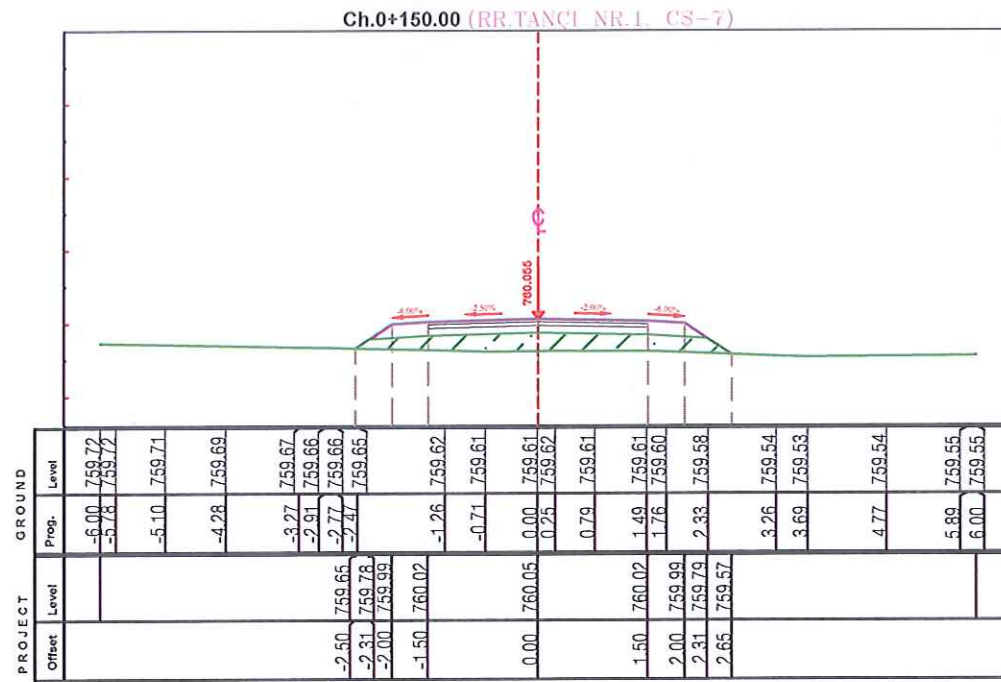 Ch.0+150.00 (RR.TANÇI NR.1. CS-7)
760.055
-6.00% -2.50% -2.00% -6.00%
GROUND
Level 759.72 759.72 759.71 759.69 759.67 759.66 759.66 759.65 759.62 759.61 759.61 759.62 759.61 759.61 759.60 759.58 759.54 759.53 759.54 759.55 759.55
Prog. -6.00 -5.78 -5.10 -4.28 -3.27 -2.91 -2.77 -2.47 -1.26 -0.71 0.00 0.25 0.79 1.49 1.76 2.33 3.26 3.69 4.77 5.89 6.00
PROJECT
Level 759.65 759.78 759.99 760.02 760.05 760.02 759.99 759.79 759.57
Offset -2.50 -2.31 -2.00 -1.50 0.00 1.50 2.00 2.31 2.65